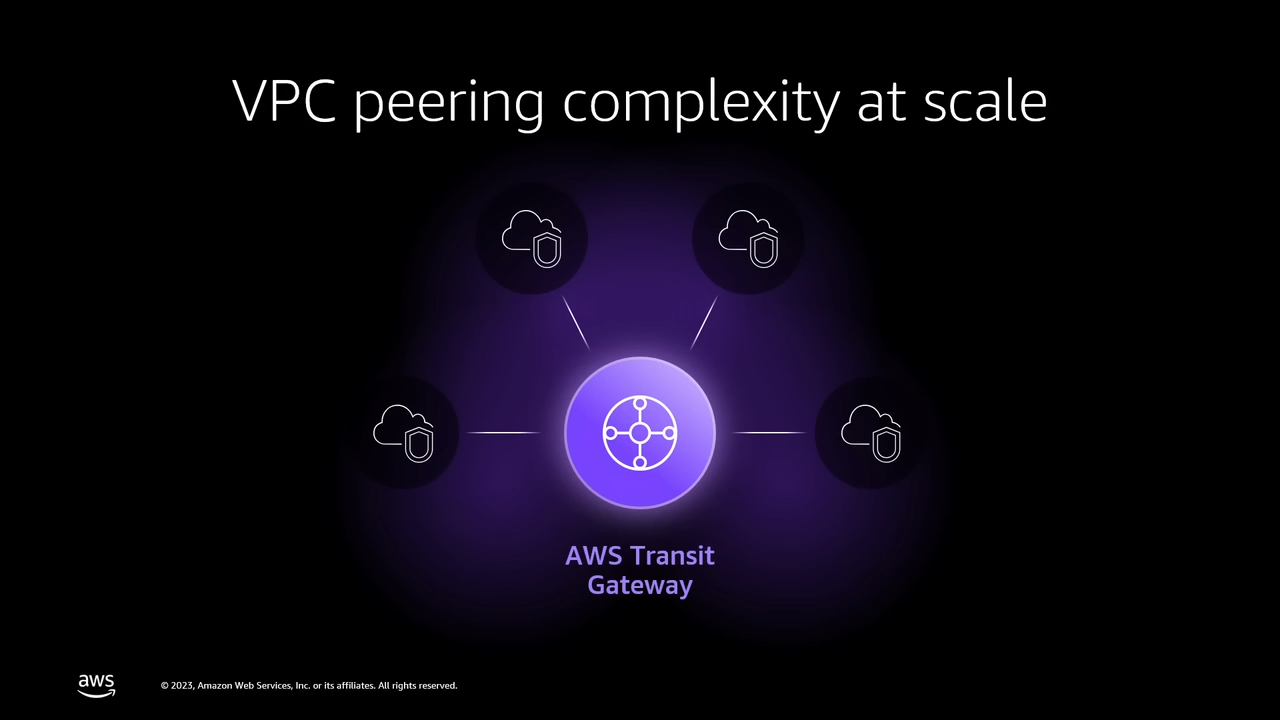 VPC peering complexity at scale
AWS Transit
Gateway
aws
© 2023, Amazon Web Services, Inc. or its affiliates. All rights reserved.